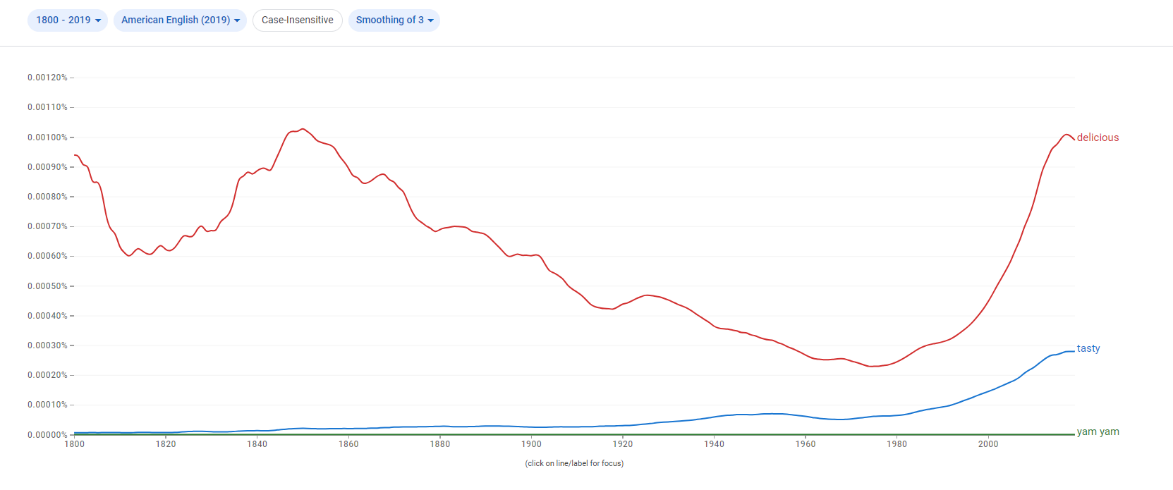 1800 - 2019 American English (2019) Case-Insensitive Smoothing of 3
0.00120%
0.00110%
0.00100%
delicious
0.00090%
0.00080%
0.00070%
0.00060%
0.00050%
0.00040%
0.00030%
tasty
0.00020%
0.00010%
0.00000%
yam yam
1800 1820 1840 1860 1880 1900 1920 1940 1960 1980 2000
(click on line/label for focus)